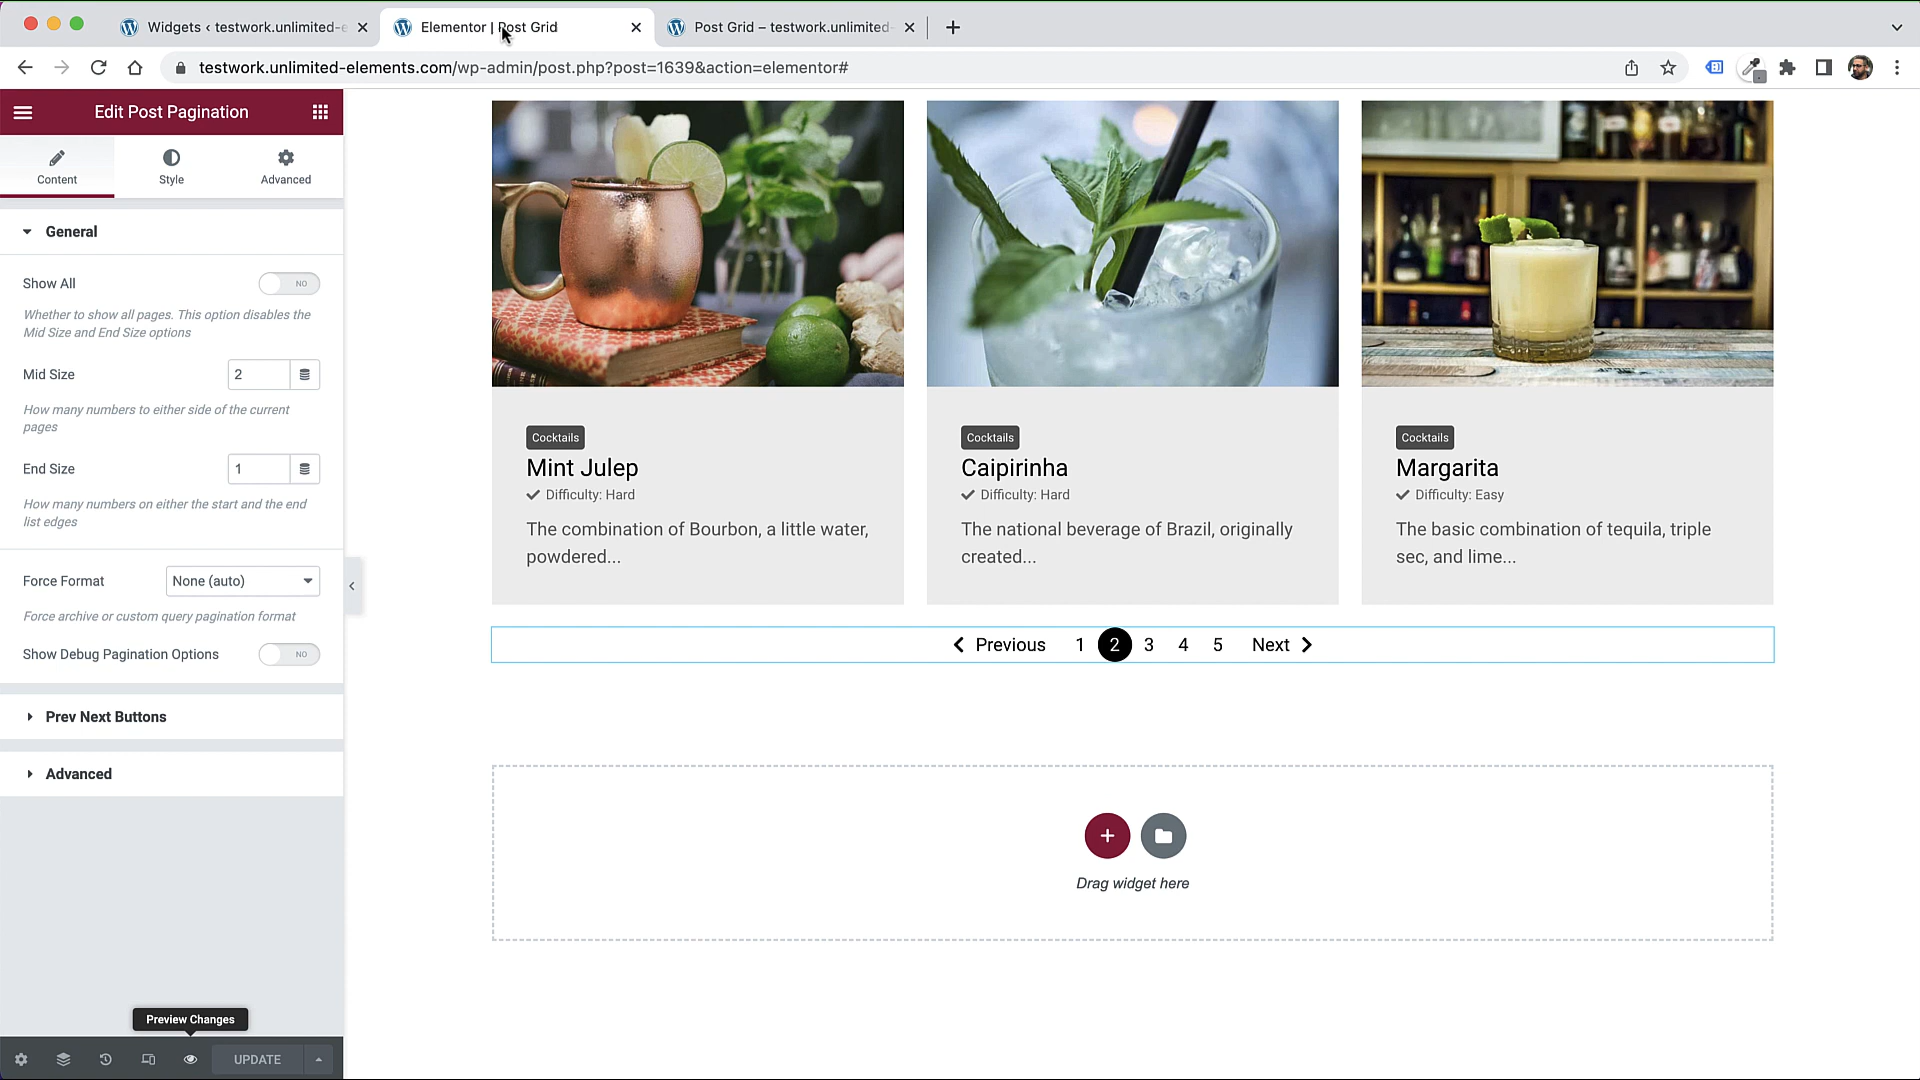 Widgets ‹ testwork.unlimited-e
Elementor | Post Grid
Post Grid – testwork.unlimited-
testwork.unlimited-elements.com/wp-admin/post.php?post=1639&action=elementor#
Edit Post Pagination
Content
Style
Advanced
General
Show All
NO
Whether to show all pages. This option disables the
Mid Size and End Size options
Mid Size
2
How many numbers to either side of the current
pages
End Size
1
How many numbers on either the start and the end
list edges
Force Format
None (auto)
Force archive or custom query pagination format
Show Debug Pagination Options
NO
Prev Next Buttons
Advanced
Preview Changes
UPDATE
Cocktails
Mint Julep
Difficulty: Hard
The combination of Bourbon, a little water,
powdered...
Cocktails
Caipirinha
Difficulty: Hard
The national beverage of Brazil, originally
created...
Cocktails
Margarita
Difficulty: Easy
The basic combination of tequila, triple
sec, and lime...
Previous 1 2 3 4 5 Next
Drag widget here